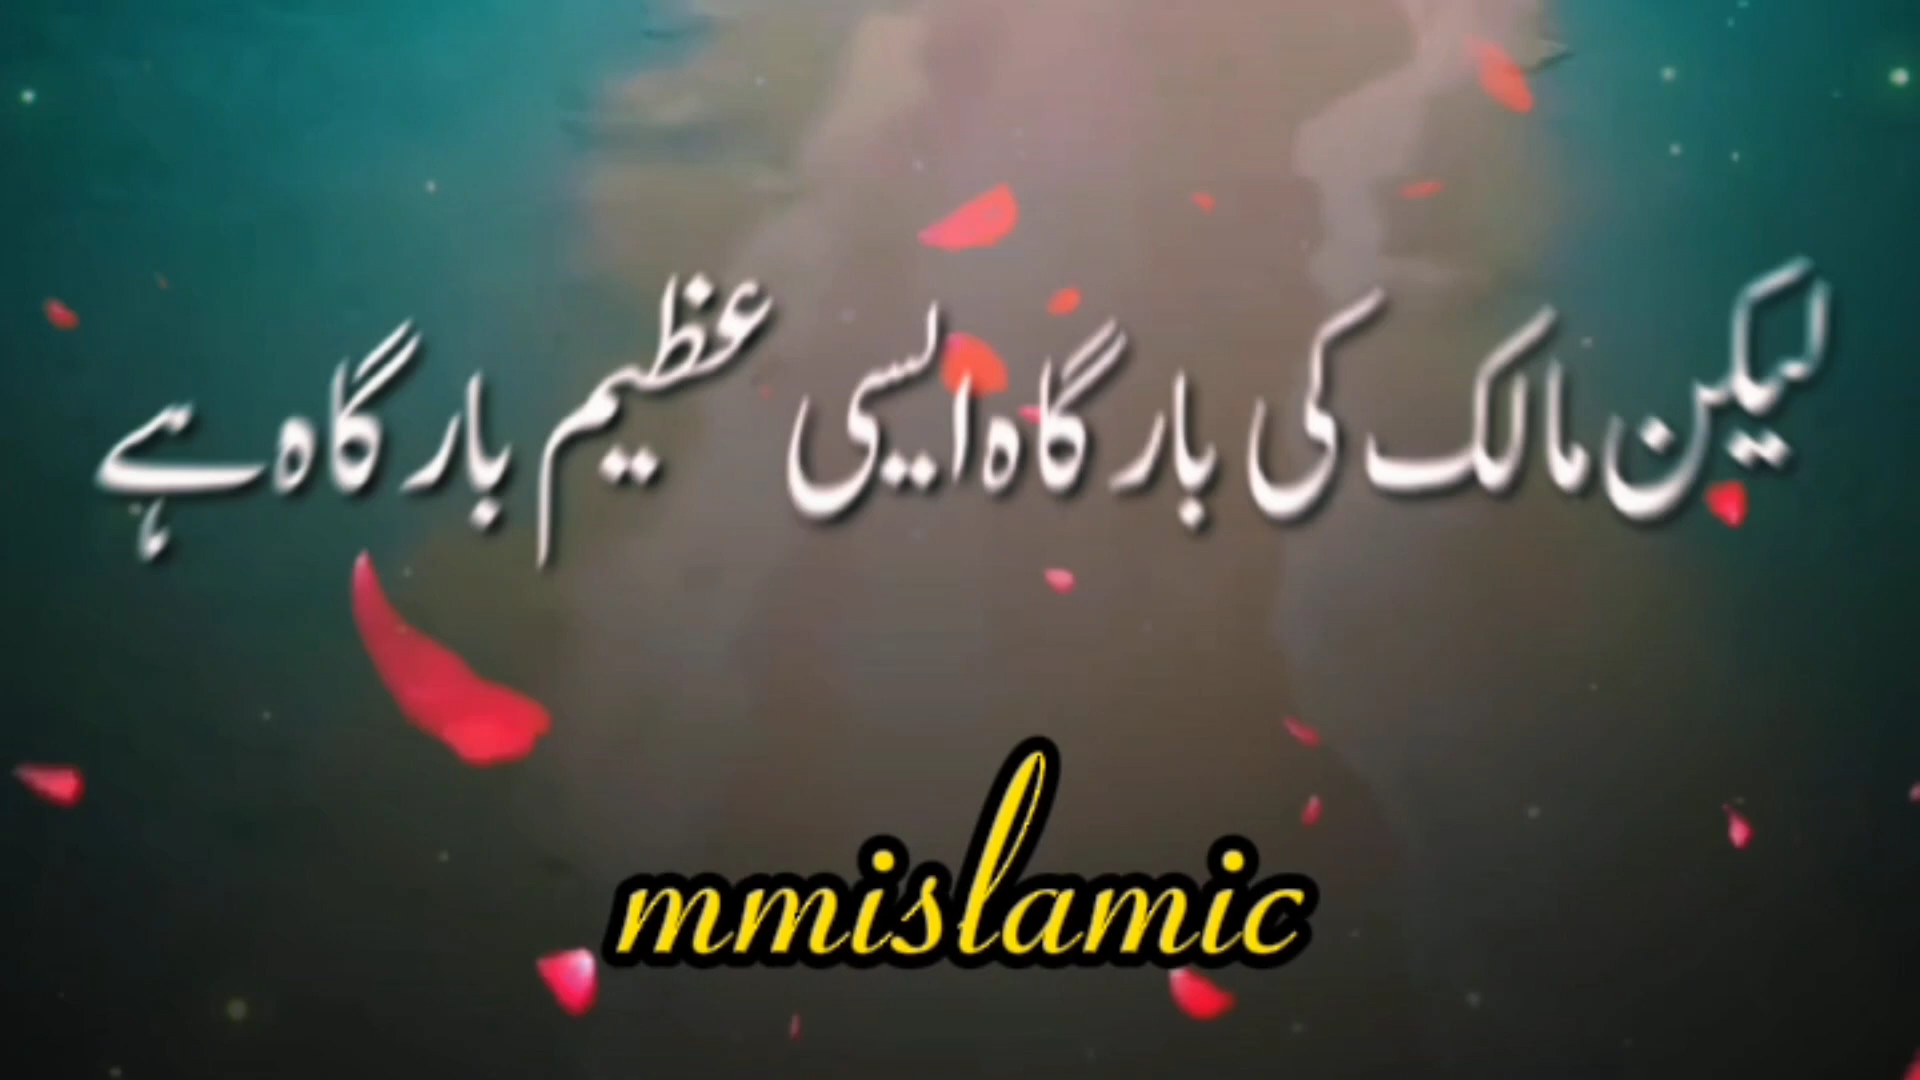 لیکن مالک کی بارگاہ ایسی عظیم بارگاہ ہے
mmislamic